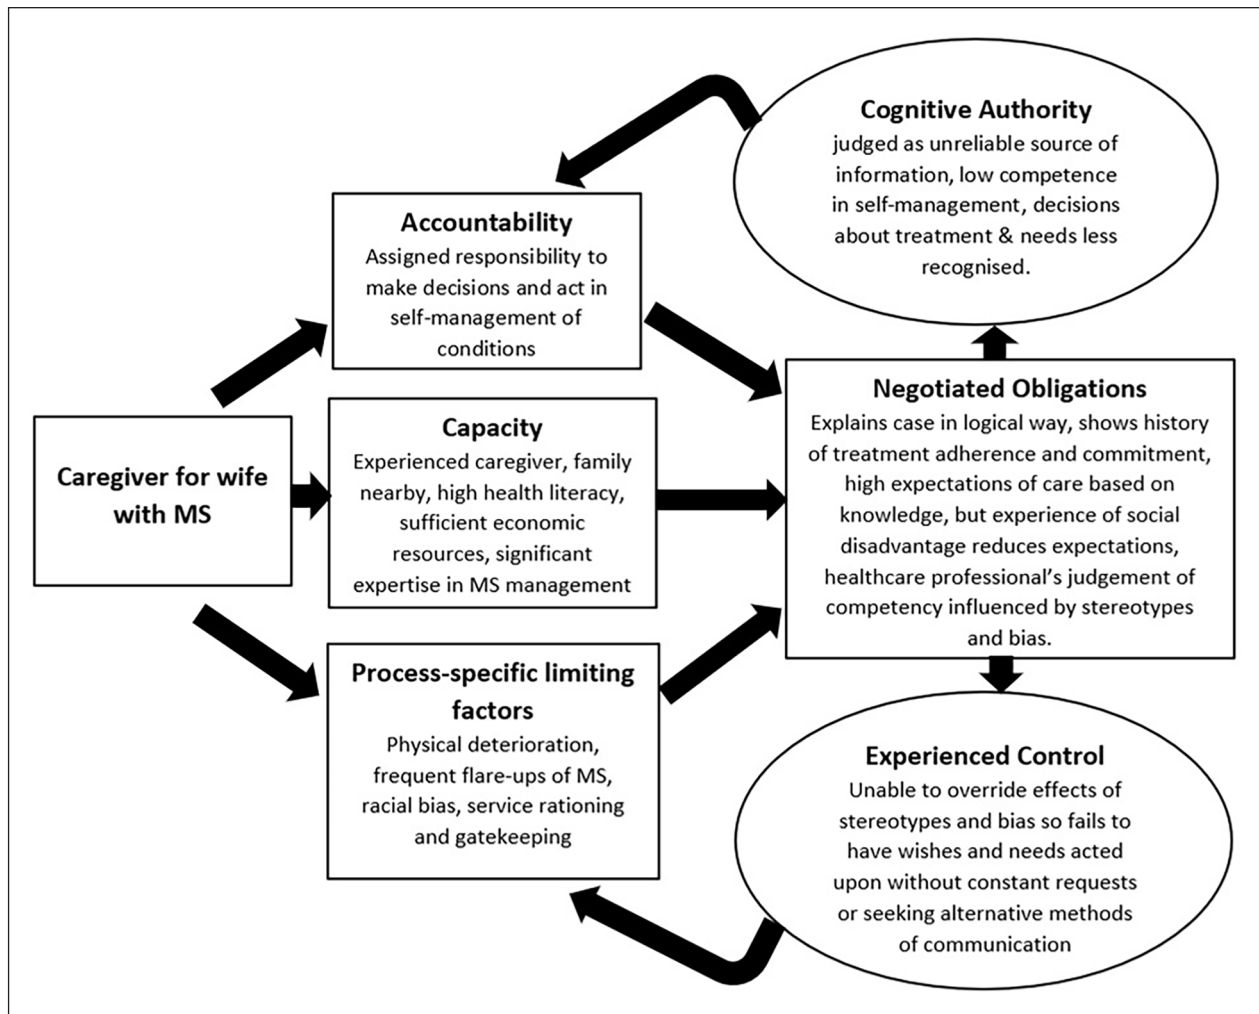 Cognitive Authority
judged as unreliable source of
information, low competence
in self-management, decisions
about treatment & needs less
recognised.
Accountability
Assigned responsibility to
make decisions and act in
self-management of
conditions
Caregiver for wife
with MS
Capacity
Experienced caregiver, family
nearby, high health literacy,
sufficient economic
resources, significant
expertise in MS management
Negotiated Obligations
Explains case in logical way, shows history
of treatment adherence and commitment,
high expectations of care based on
knowledge, but experience of social
disadvantage reduces expectations,
healthcare professional’s judgement of
competency influenced by stereotypes
and bias.
Process-specific limiting
factors
Physical deterioration,
frequent flare-ups of MS,
racial bias, service rationing
and gatekeeping
Experienced Control
Unable to override effects of
stereotypes and bias so fails to
have wishes and needs acted
upon without constant requests
or seeking alternative methods
of communication